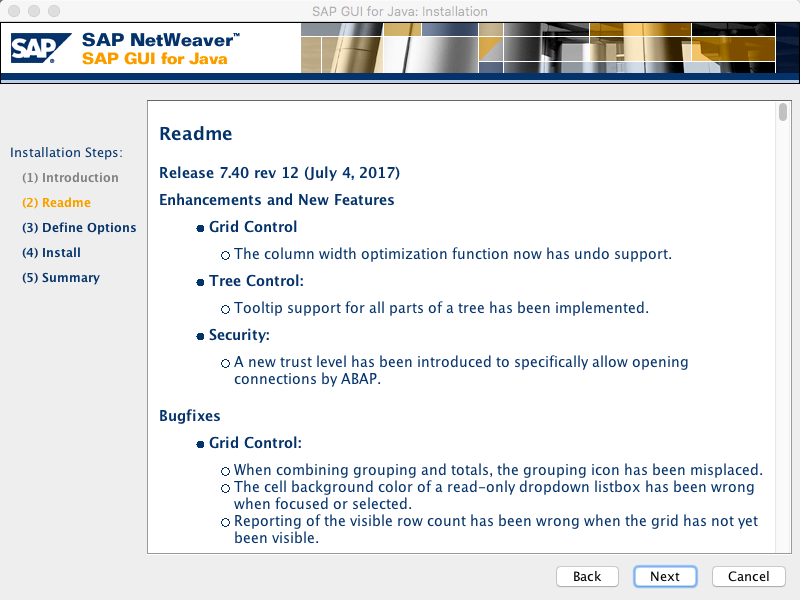 SAP GUI for Java: Installation
SAP
SAP NetWeaver™
SAP GUI for Java
Installation Steps:
(1) Introduction
(2) Readme
(3) Define Options
(4) Install
(5) Summary
Readme
Release 7.40 rev 12 (July 4, 2017)
Enhancements and New Features
Grid Control
The column width optimization function now has undo support.
Tree Control:
Tooltip support for all parts of a tree has been implemented.
Security:
A new trust level has been introduced to specifically allow opening
connections by ABAP.
Bugfixes
Grid Control:
When combining grouping and totals, the grouping icon has been misplaced.
The cell background color of a read-only dropdown listbox has been wrong
when focused or selected.
Reporting of the visible row count has been wrong when the grid has not yet
been visible.
Back
Next
Cancel